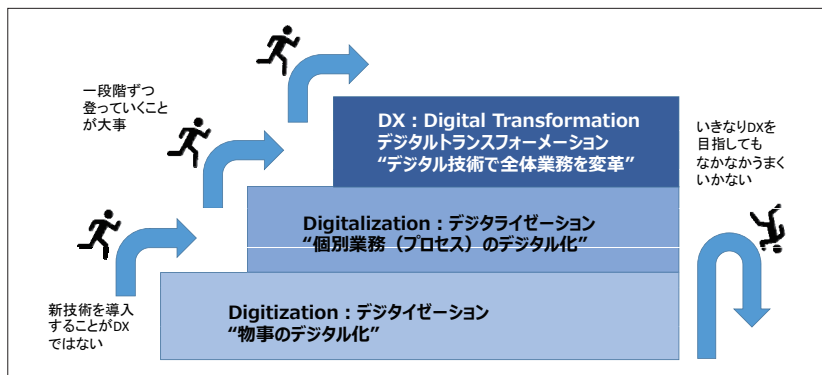 一段階ずつ
登っていくこと
が大事
DX：Digital Transformation
デジタルトランスフォーメーション
“デジタル技術で全体業務を変革”
いきなりDXを
目指しても
なかなかうまく
いかない
Digitalization：デジタライゼーション
“個別業務（プロセス）のデジタル化”
新技術を導入
することがDX
ではない
Digitization：デジタイゼーション
“物事のデジタル化”